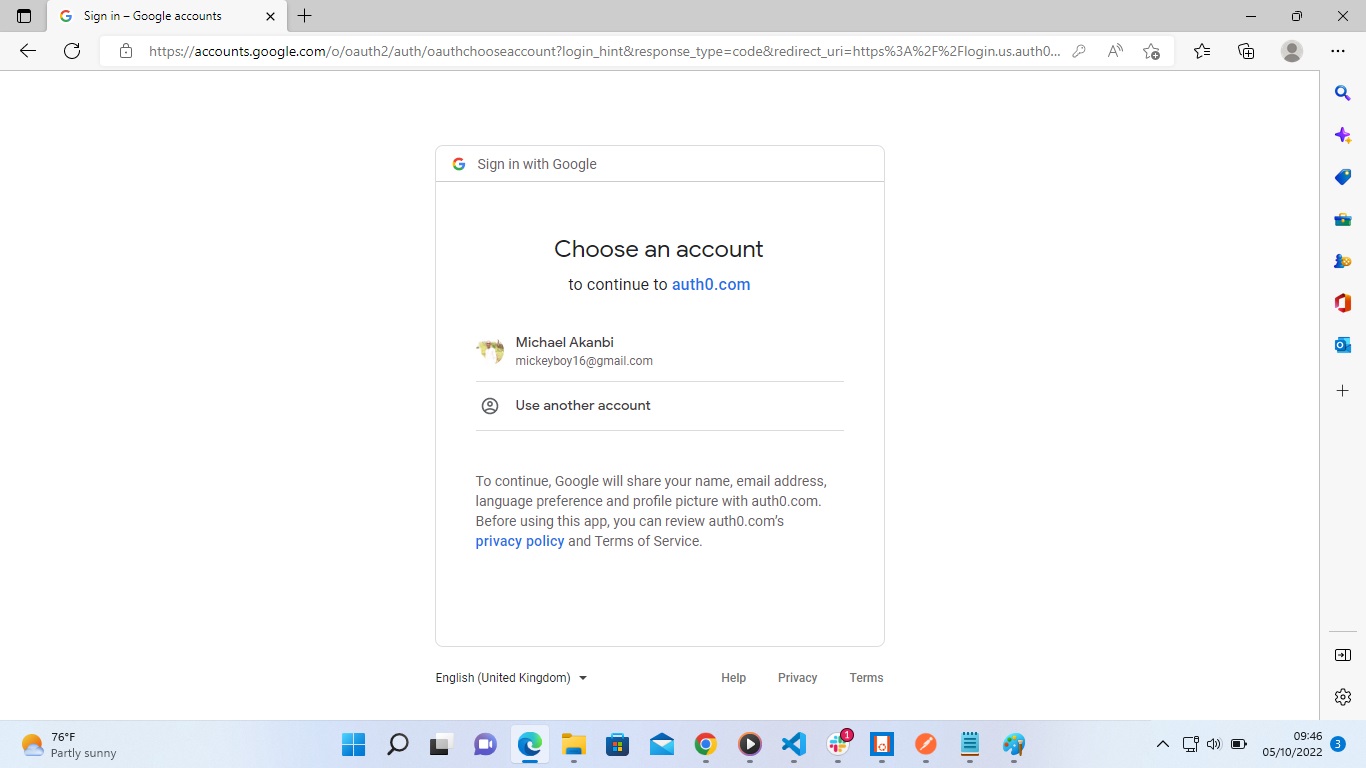 Sign in – Google accounts
https://accounts.google.com/o/oauth2/auth/oauthchooseaccount?login_hint&response_type=code&redirect_uri=https%3A%2F%2Flogin.us.auth0...
Sign in with Google
Choose an account
to continue to auth0.com
Michael Akanbi
mickeyboy16@gmail.com
Use another account
To continue, Google will share your name, email address,
language preference and profile picture with auth0.com.
Before using this app, you can review auth0.com's
privacy policy and Terms of Service.
English (United Kingdom)
Help Privacy Terms
76°F
Partly sunny
1
09:46
05/10/2022
3